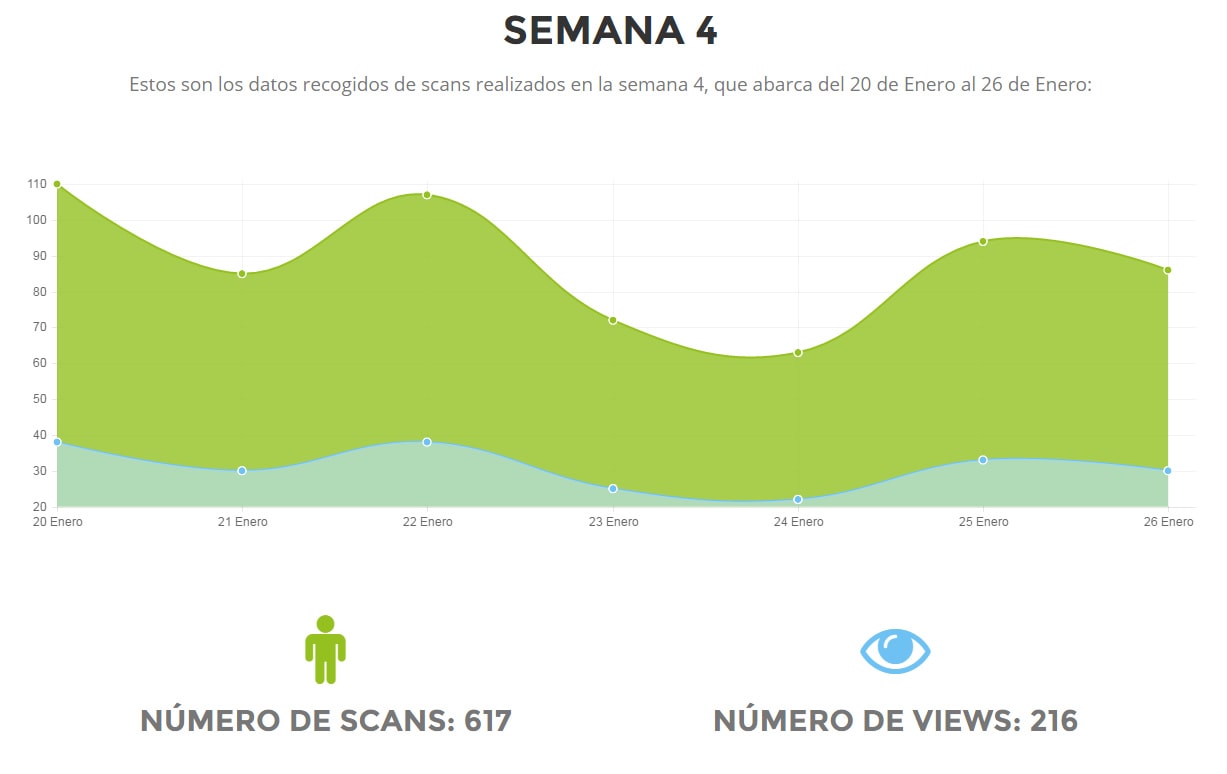 SEMANA 4
Estos son los datos recogidos de scans realizados en la semana 4, que abarca del 20 de Enero al 26 de Enero:
110
100
90
80
70
60
50
40
30
20
20 Enero 21 Enero 22 Enero 23 Enero 24 Enero 25 Enero 26 Enero
NÚMERO DE SCANS: 617 NÚMERO DE VIEWS: 216